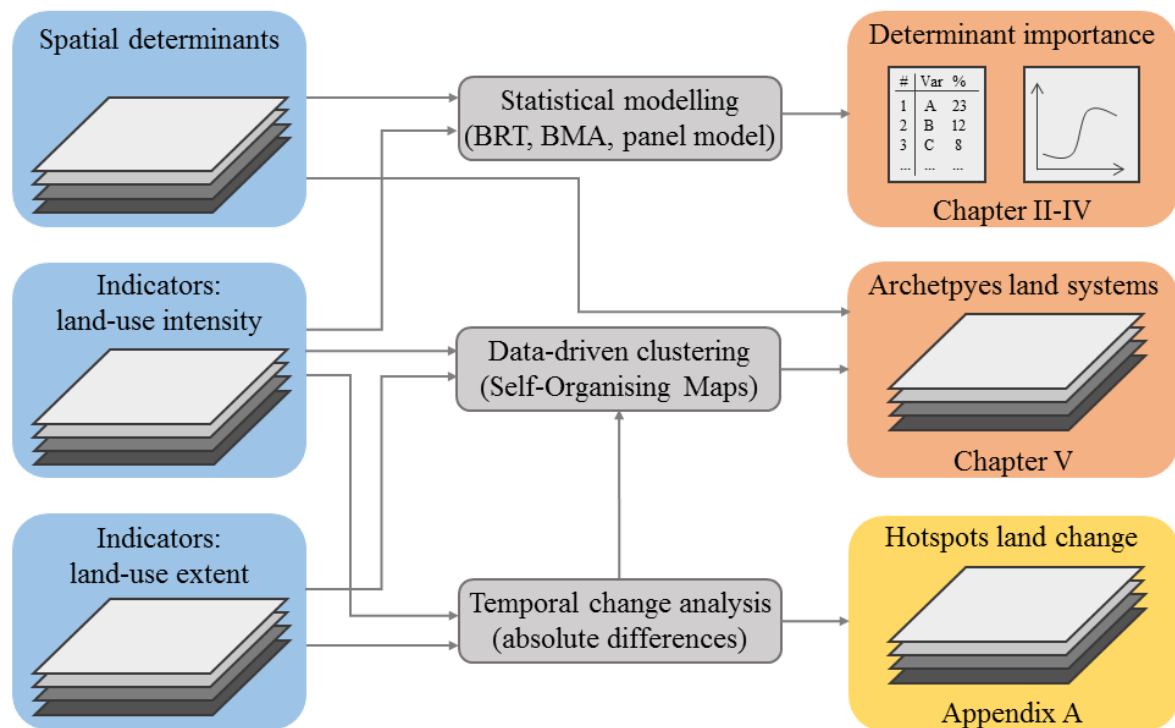 Spatial determinants
Statistical modelling
(BRT, BMA, panel model)
Determinant importance
# Var %
1 A 23
2 B 12
3 C 8
... ... ...
Chapter II-IV
Indicators:
land-use intensity
Data-driven clustering
(Self-Organising Maps)
Archetpyes land systems
Chapter V
Indicators:
land-use extent
Temporal change analysis
(absolute differences)
Hotspots land change
Appendix A